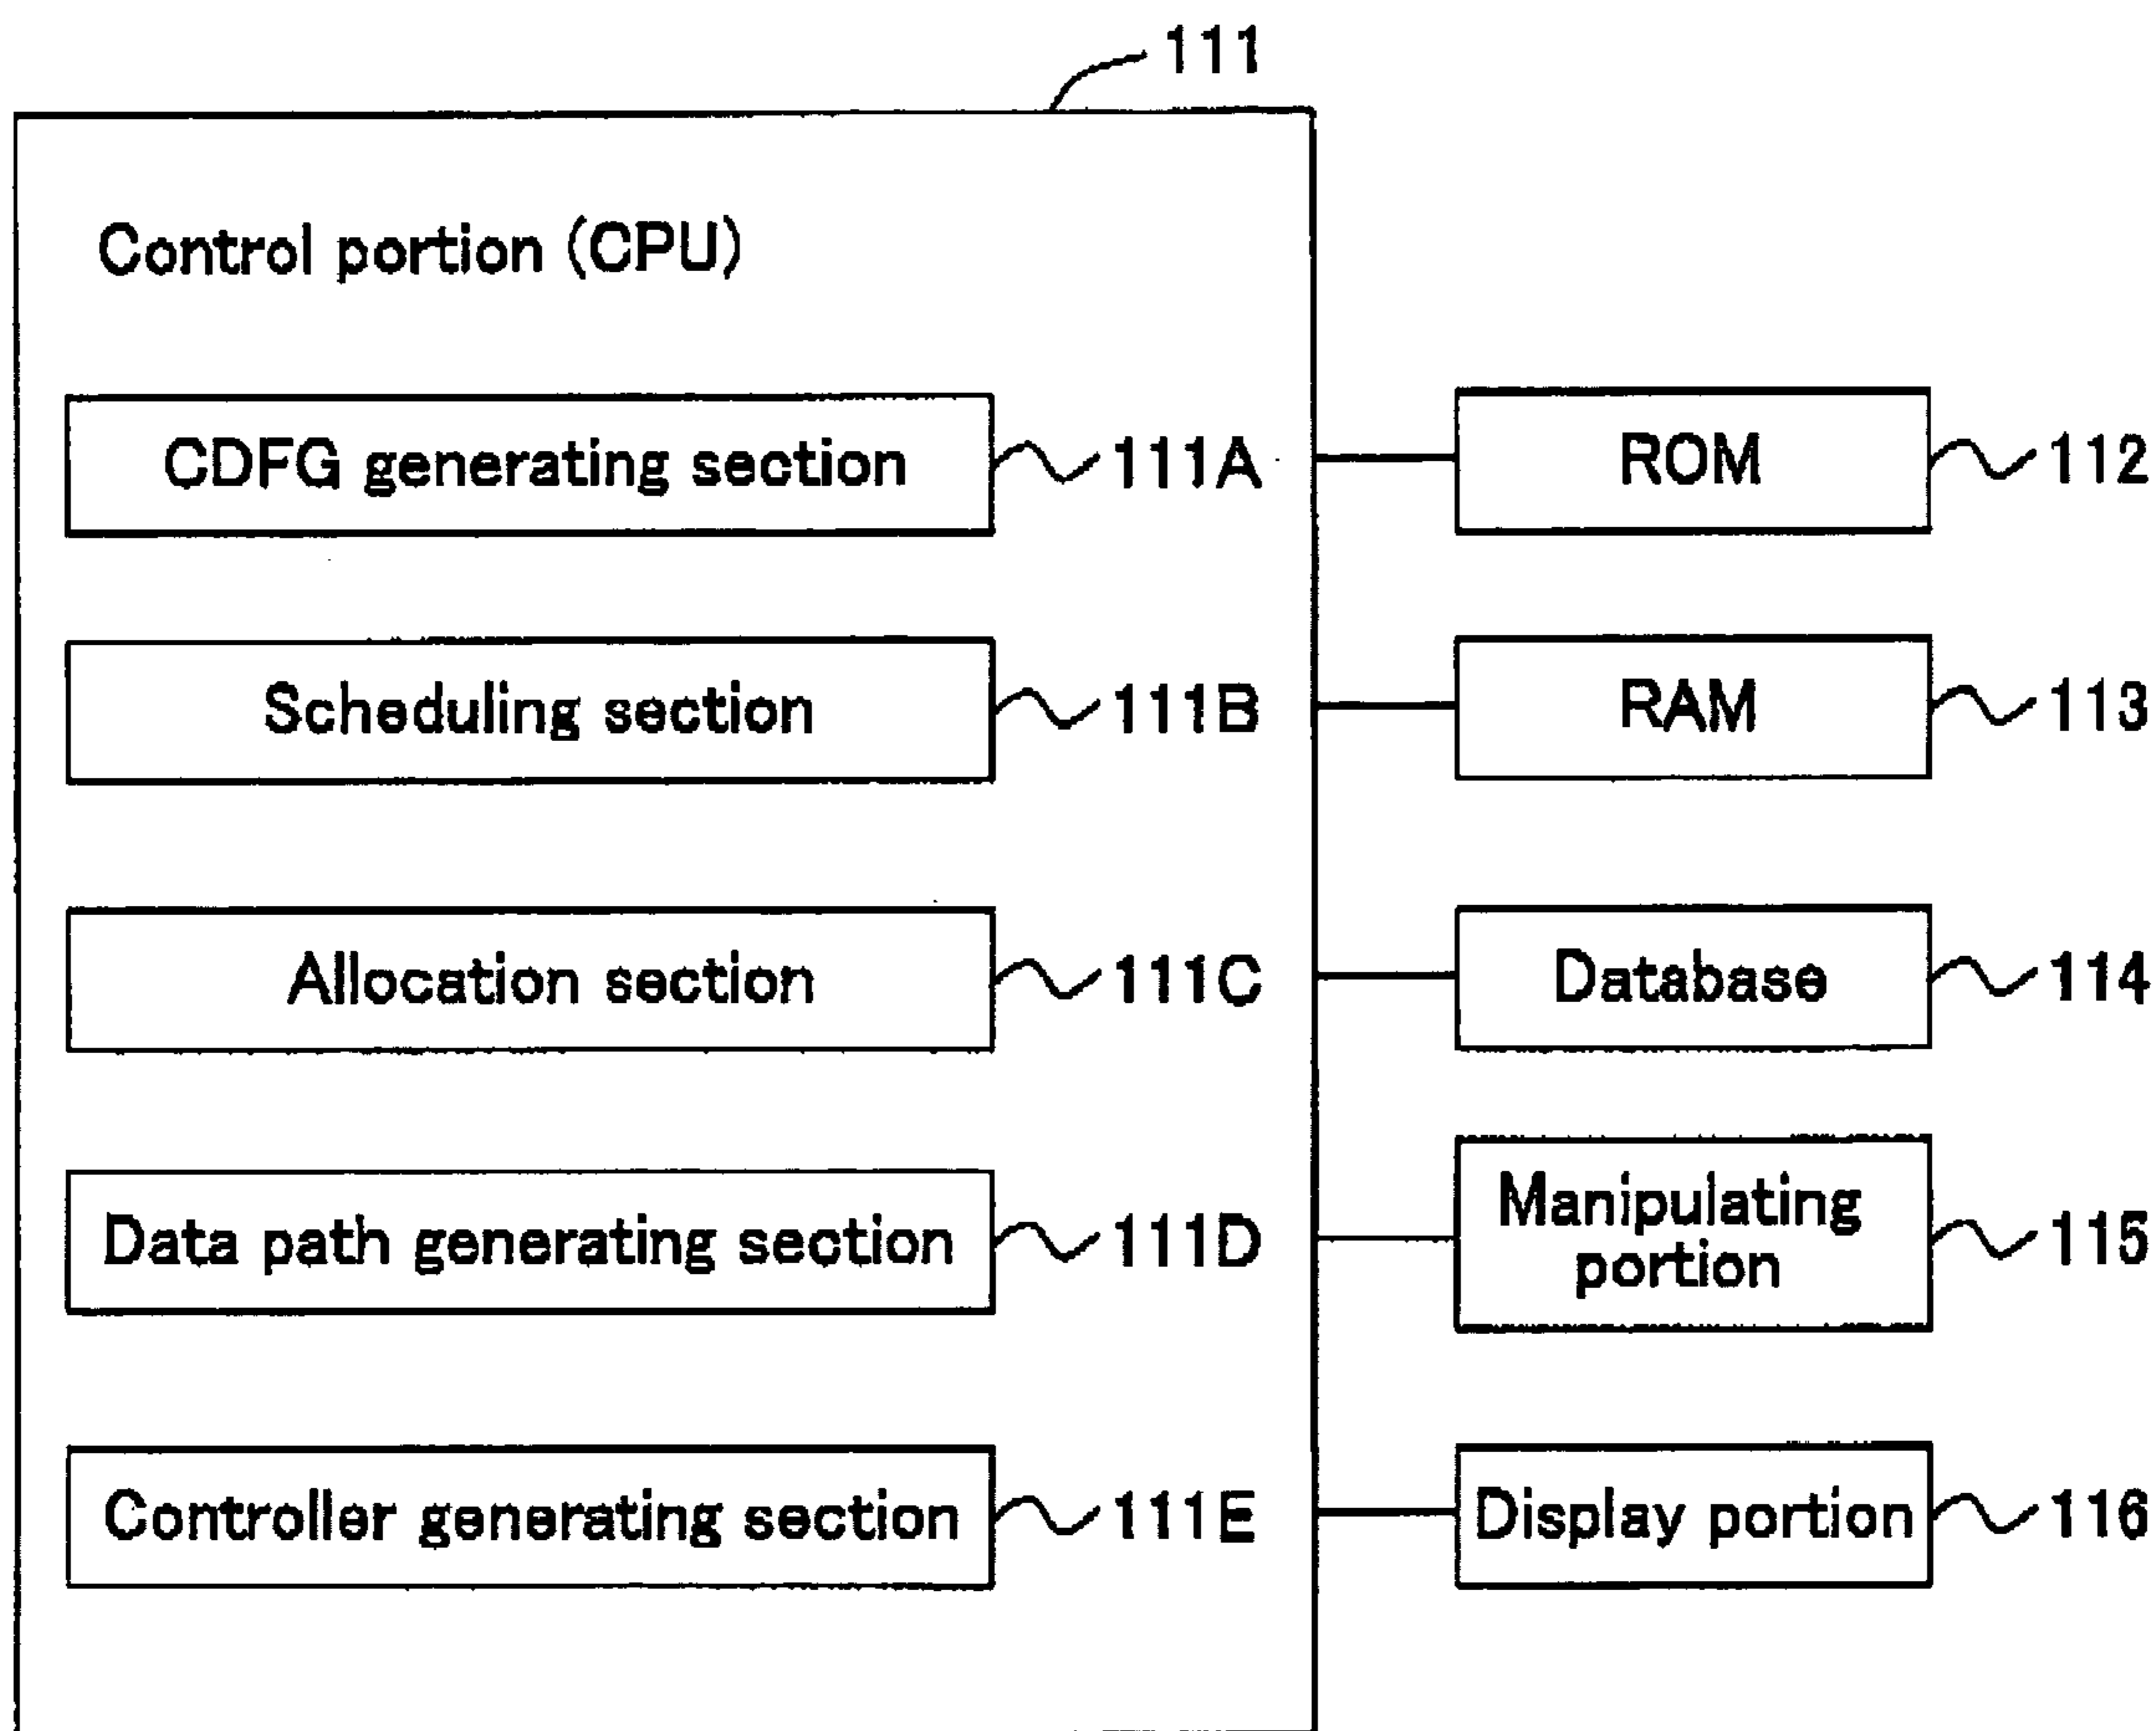 111
Control portion (CPU)
CDFG generating section
111A
ROM
112
Scheduling section
111B
RAM
113
Allocation section
111C
Database
114
Data path generating section
111D
Manipulating
portion
115
Controller generating section
111E
Display portion
116